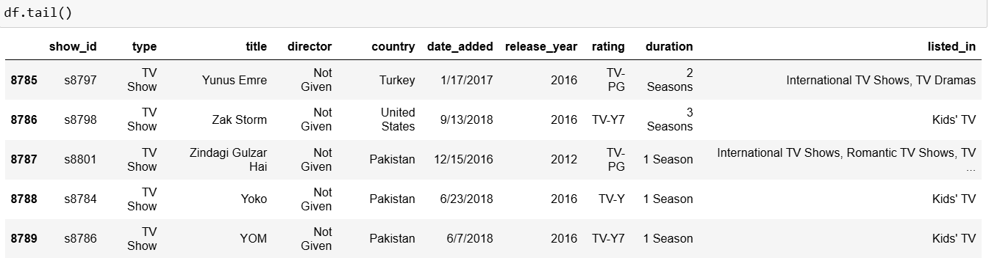 df.tail()
show_id type title director country date_added release_year rating duration listed_in
8785 s8797 TV Show Yunus Emre Not Given Turkey 1/17/2017 2016 TV-PG 2 Seasons International TV Shows, TV Dramas
8786 s8798 TV Show Zak Storm Not Given United States 9/13/2018 2016 TV-Y7 3 Seasons Kids' TV
8787 s8801 TV Show Zindagi Gulzar Hai Not Given Pakistan 12/15/2016 2012 TV-PG 1 Season International TV Shows, Romantic TV Shows, TV ...
8788 s8784 TV Show Yoko Not Given Pakistan 6/23/2018 2016 TV-Y 1 Season Kids' TV
8789 s8786 TV Show YOM Not Given Pakistan 6/7/2018 2016 TV-Y7 1 Season Kids' TV